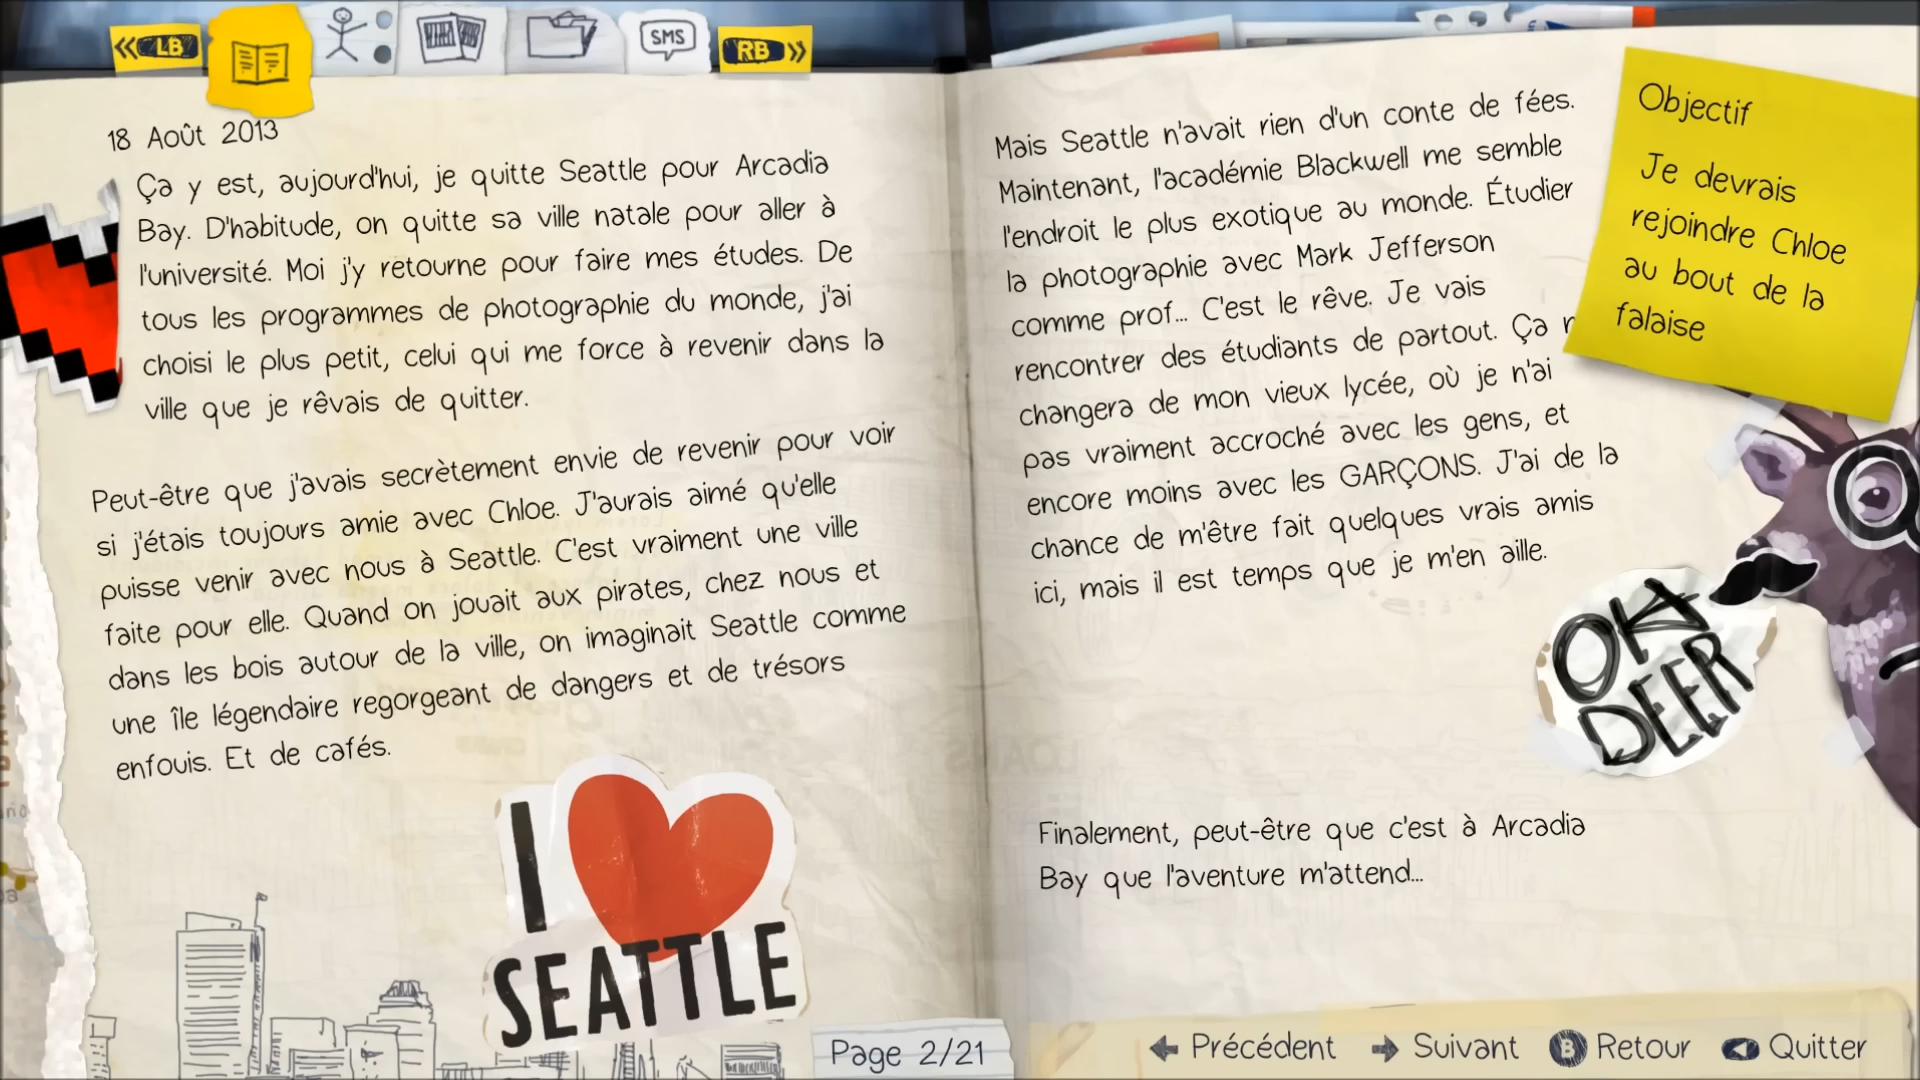 LB
SMS
RB
18 Août 2013
Ça y est, aujourd'hui, je quitte Seattle pour Arcadia
Bay. D'habitude, on quitte sa ville natale pour aller à
l'université. Moi j'y retourne pour faire mes études. De
tous les programmes de photographie du monde, j'ai
choisi le plus petit, celui qui me force à revenir dans la
ville que je rêvais de quitter.
Peut-être que j'avais secrètement envie de revenir pour voir
si j'étais toujours amie avec Chloe. J'aurais aimé qu'elle
puisse venir avec nous à Seattle. C'est vraiment une ville
faite pour elle. Quand on jouait aux pirates, chez nous et
dans les bois autour de la ville, on imaginait Seattle comme
une île légendaire regorgeant de dangers et de trésors
enfouis. Et de cafés.
I
SEATTLE
Mais Seattle n'avait rien d'un conte de fées.
Maintenant, l'académie Blackwell me semble
l'endroit le plus exotique au monde. Étudier
la photographie avec Mark Jefferson
comme prof... C'est le rêve. Je vais
rencontrer des étudiants de partout. Ça
changera de mon vieux lycée, où je n'ai
pas vraiment accroché avec les gens, et
encore moins avec les GARÇONS. J'ai de la
chance de m'être fait quelques vrais amis
ici, mais il est temps que je m'en aille.
Finalement, peut-être que c'est à Arcadia
Bay que l'aventure m'attend...
Objectif
Je devrais
rejoindre Chloe
au bout de la
falaise
OH
DEER
Page 2/21
Précédent Suivant B Retour Quitter